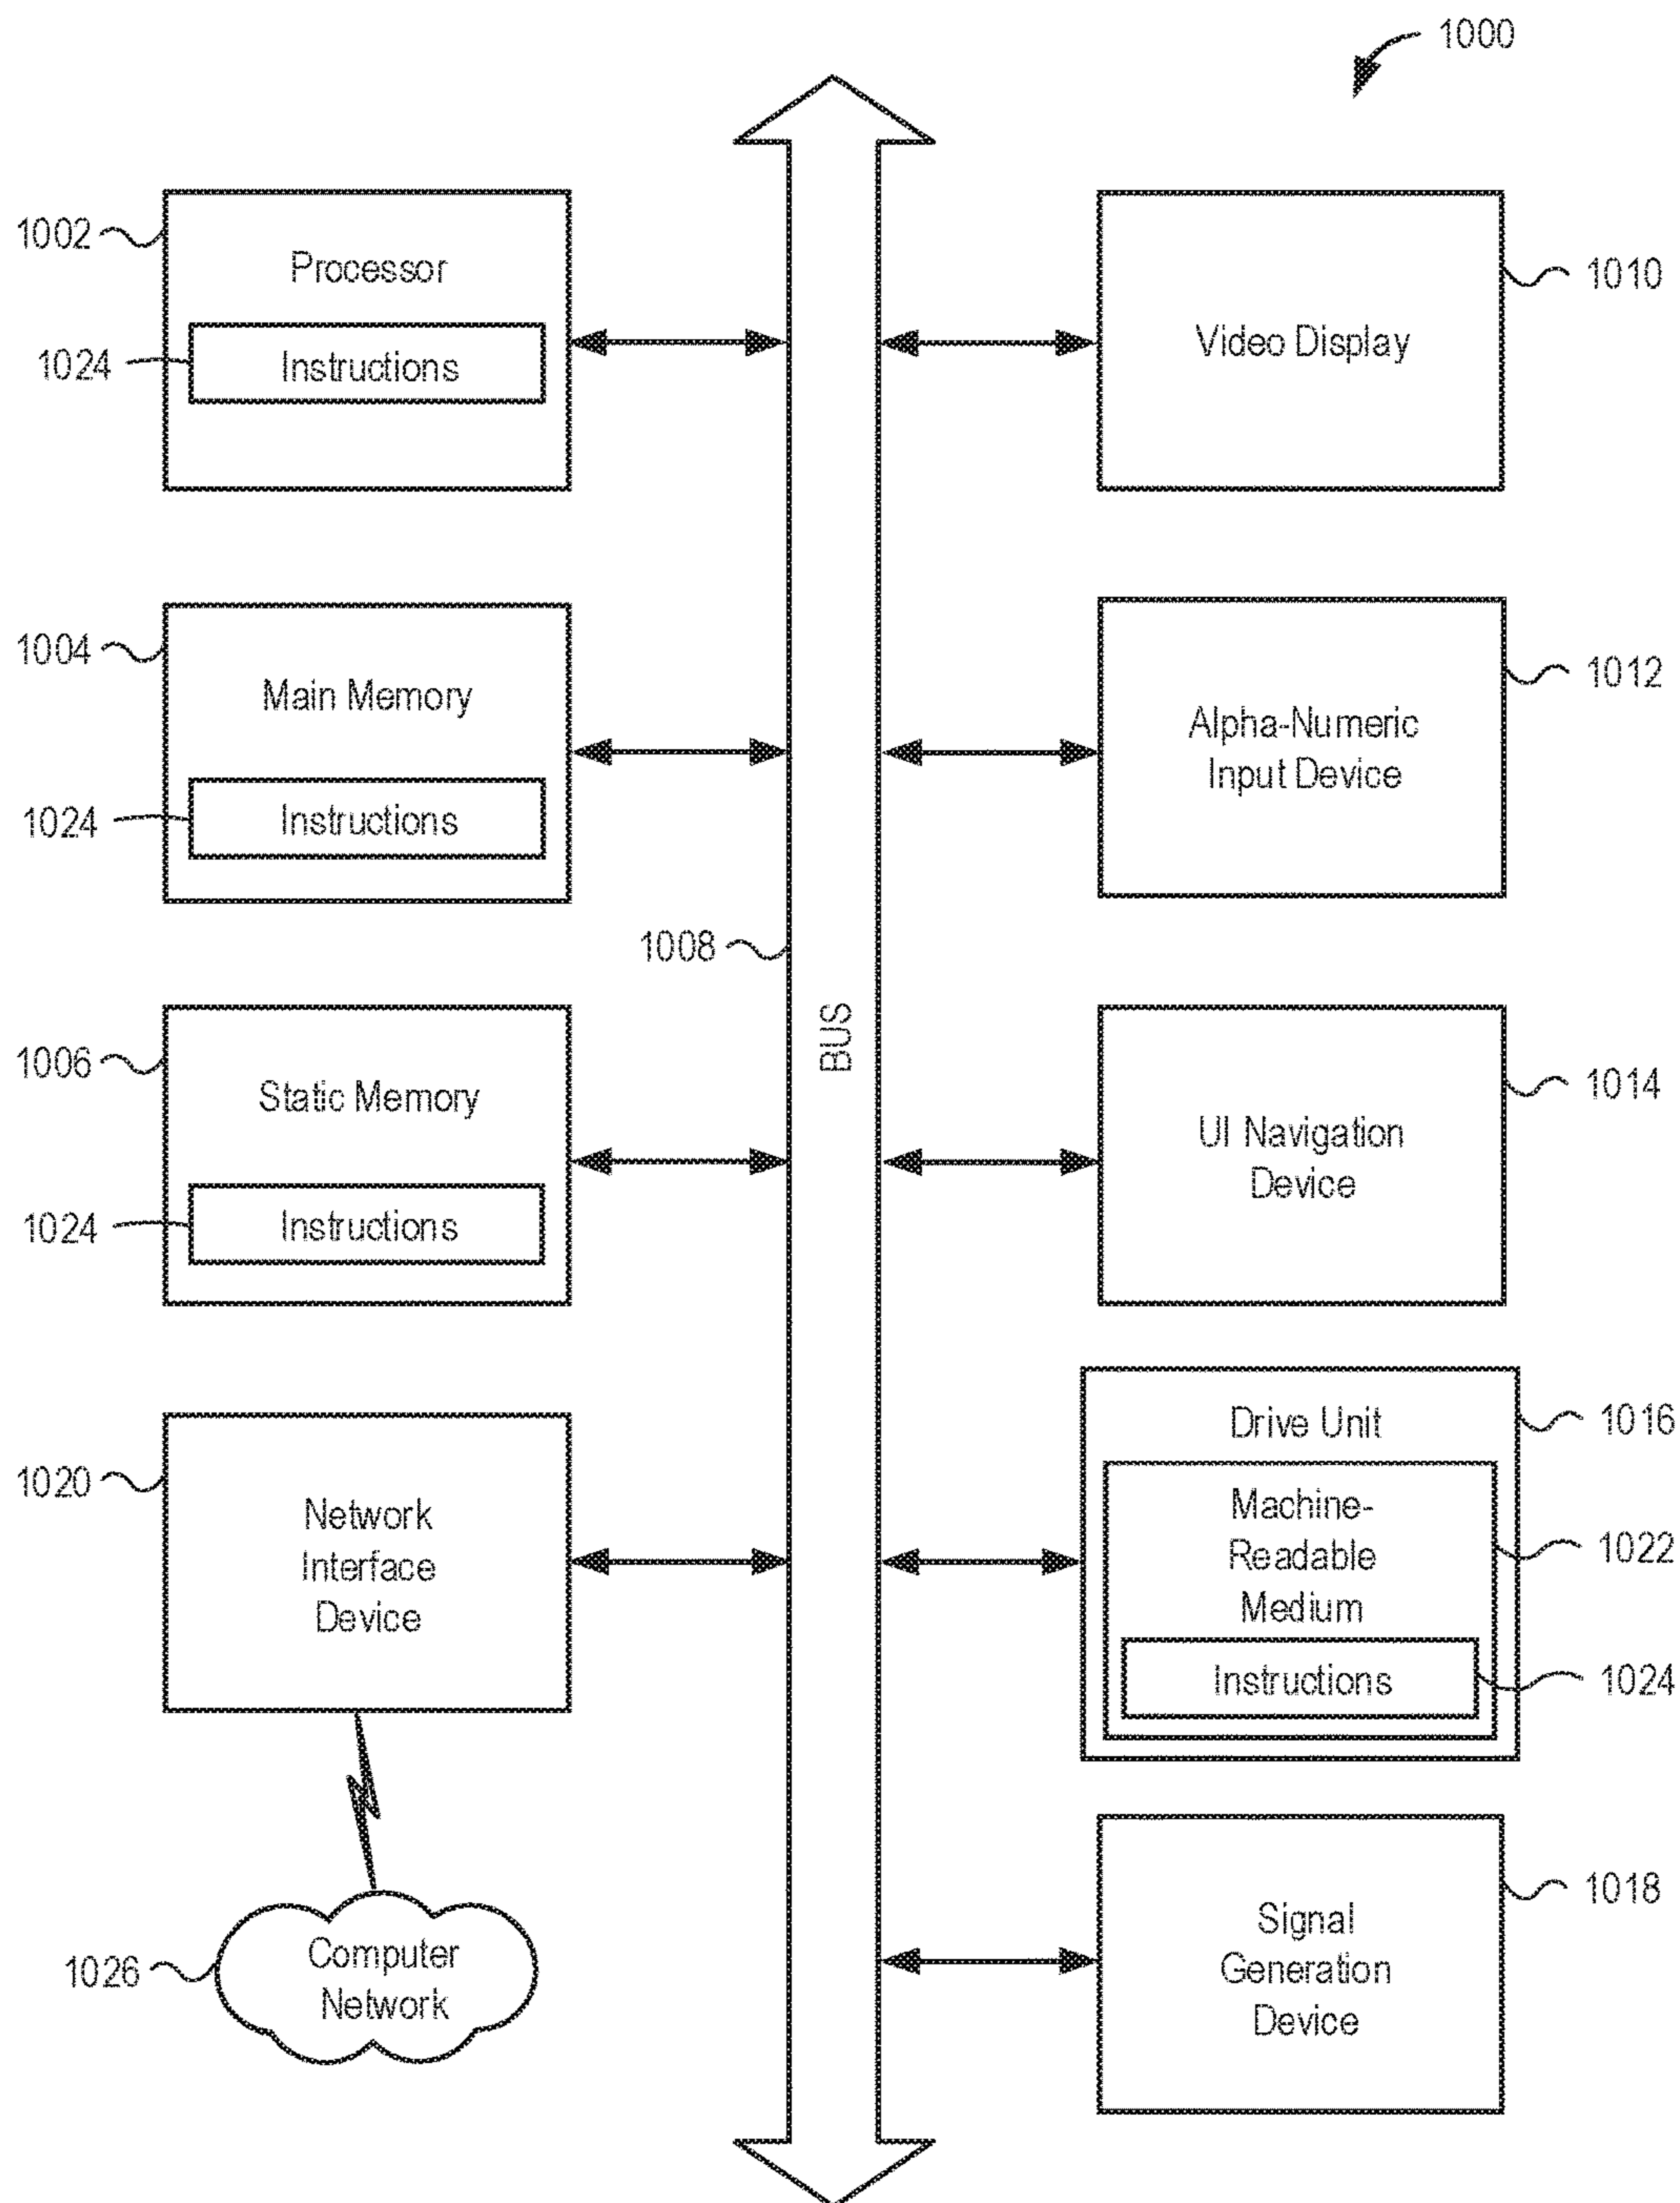 1000
1002
Processor
1024
Instructions
1004
Main Memory
1024
Instructions
1008
BUS
1006
Static Memory
1024
Instructions
1020
Network
Interface
Device
1026
Computer
Network
1010
Video Display
1012
Alpha-Numeric
Input Device
1014
UI Navigation
Device
1016
Drive Unit
Machine-
Readable
Medium
1022
Instructions
1024
1018
Signal
Generation
Device